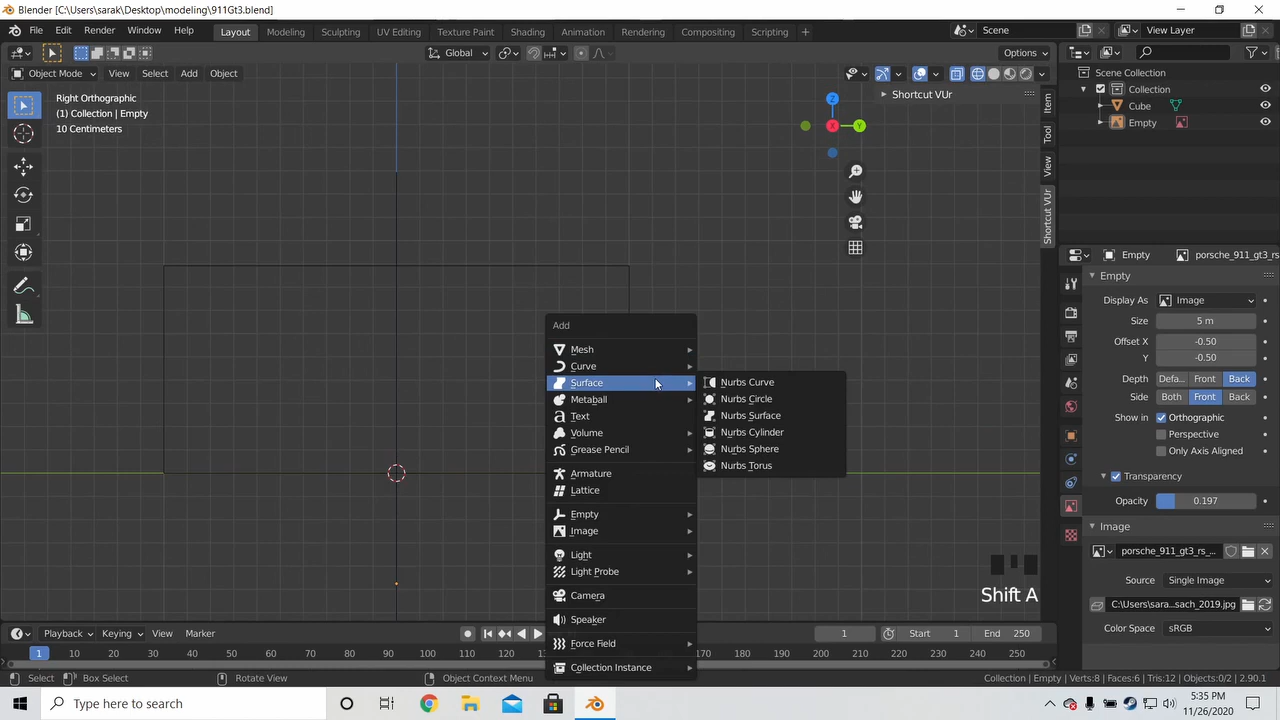 Blender [C:\Users\sarak\Desktop\modeling\911Gt3.blend]
File Edit Render Window Help Layout Modeling Sculpting UV Editing Texture Paint Shading Animation Rendering Compositing Scripting + Scene View Layer
Global Options
Object Mode View Select Add Object
Right Orthographic
(1) Collection | Empty
10 Centimeters
Shortcut VUr
Z
X
Y
Item
Tool
View
Shortcut VUr
Scene Collection
Collection
Cube
Empty
Add
Mesh
Curve
Surface
Metaball
Text
Volume
Grease Pencil
Armature
Lattice
Empty
Image
Light
Light Probe
Camera
Speaker
Force Field
Collection Instance
Nurbs Curve
Nurbs Circle
Nurbs Surface
Nurbs Cylinder
Nurbs Sphere
Nurbs Torus
Shift A
Empty porsche_911_gt3_rs
Empty
Display As Image
Size 5 m
Offset X -0.50
Y -0.50
Depth Defa... Front Back
Side Both Front Back
Show in Orthographic
Perspective
Only Axis Aligned
Transparency
Opacity 0.197
Image
porsche_911_gt3_rs_...
Source Single Image
C:\Users\sara...sach_2019.jpg
Color Space sRGB
Playback Keying View Marker 1 Start 1 End 250
1 10 20 30 40 50 60 70 80 90 100 110 120 170 180 190 200 210 220 230 240 250
Select Box Select Rotate View Object Context Menu Collection | Empty | Verts:8 | Faces:6 | Tris:12 | Objects:0/2 | 2.90.1
Type here to search
5:35 PM
11/26/2020